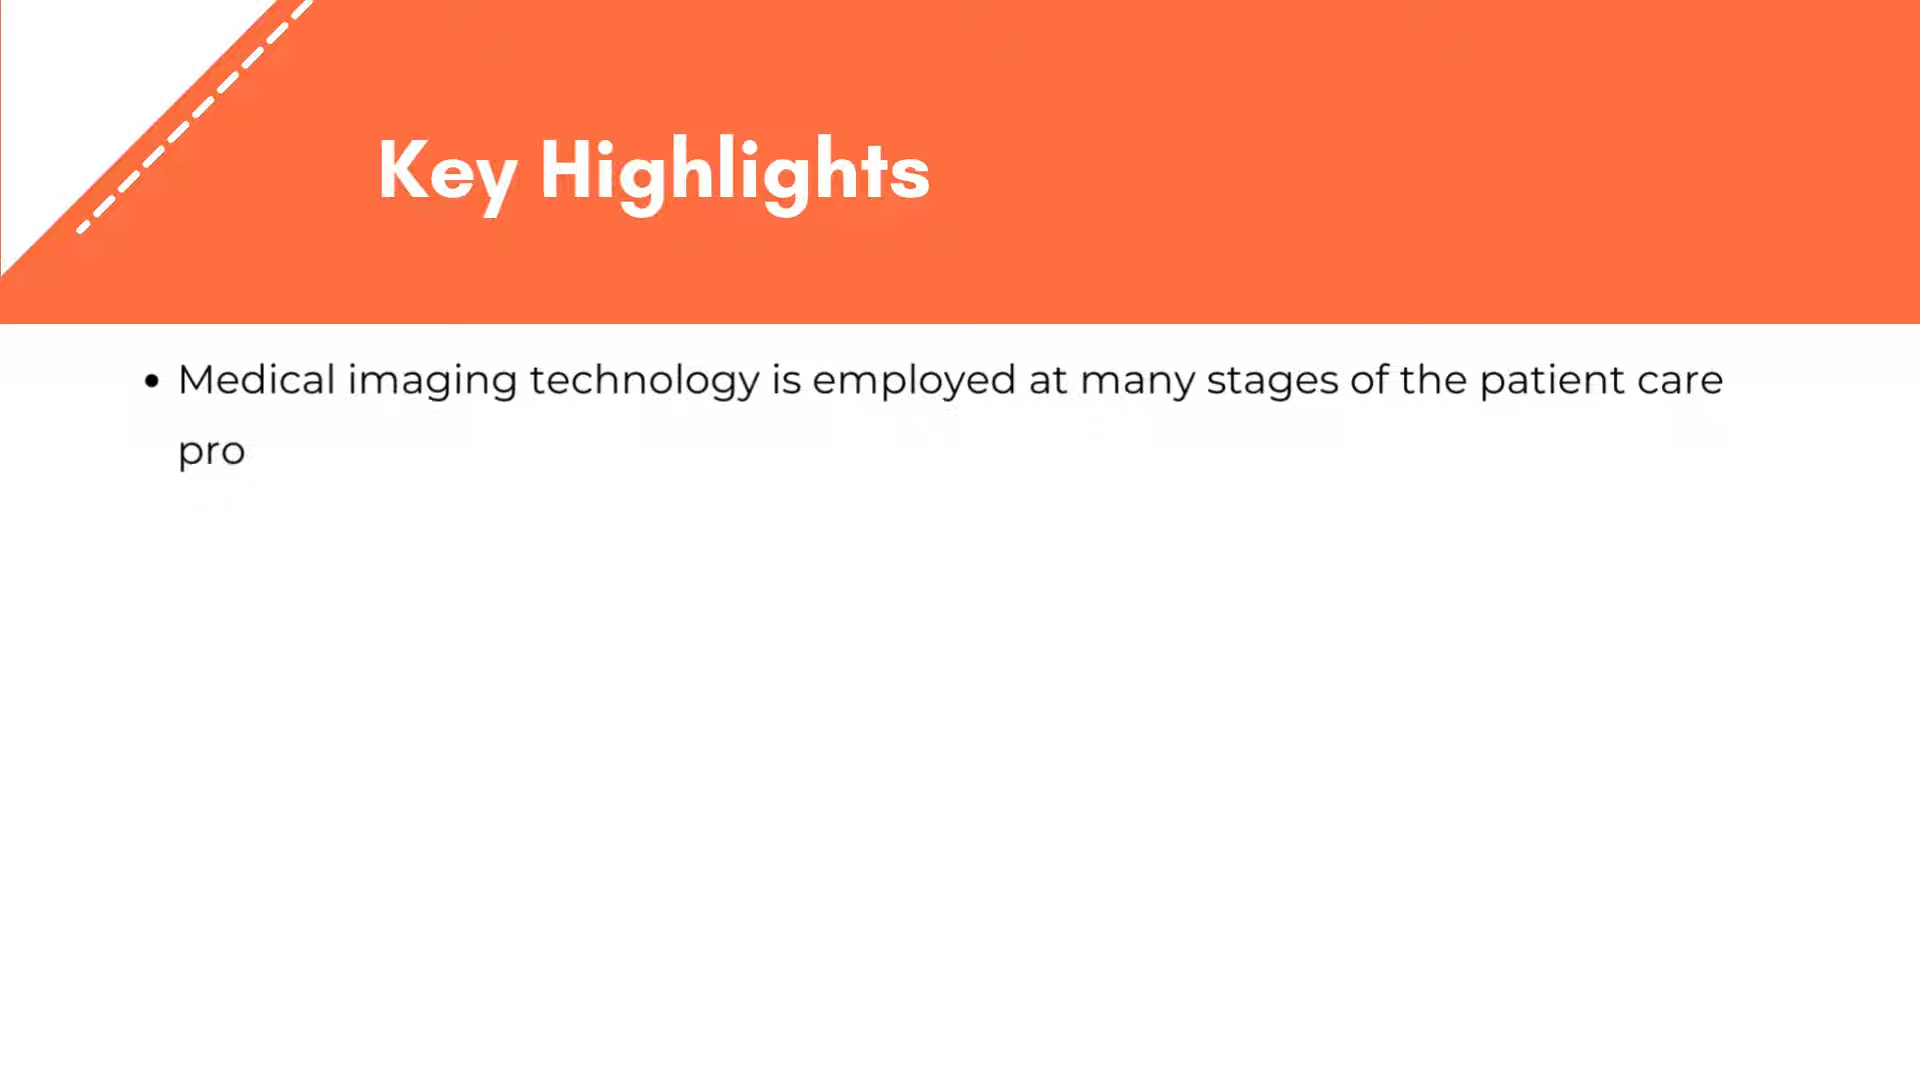 Key Highlights
• Medical imaging technology is employed at many stages of the patient care
pro